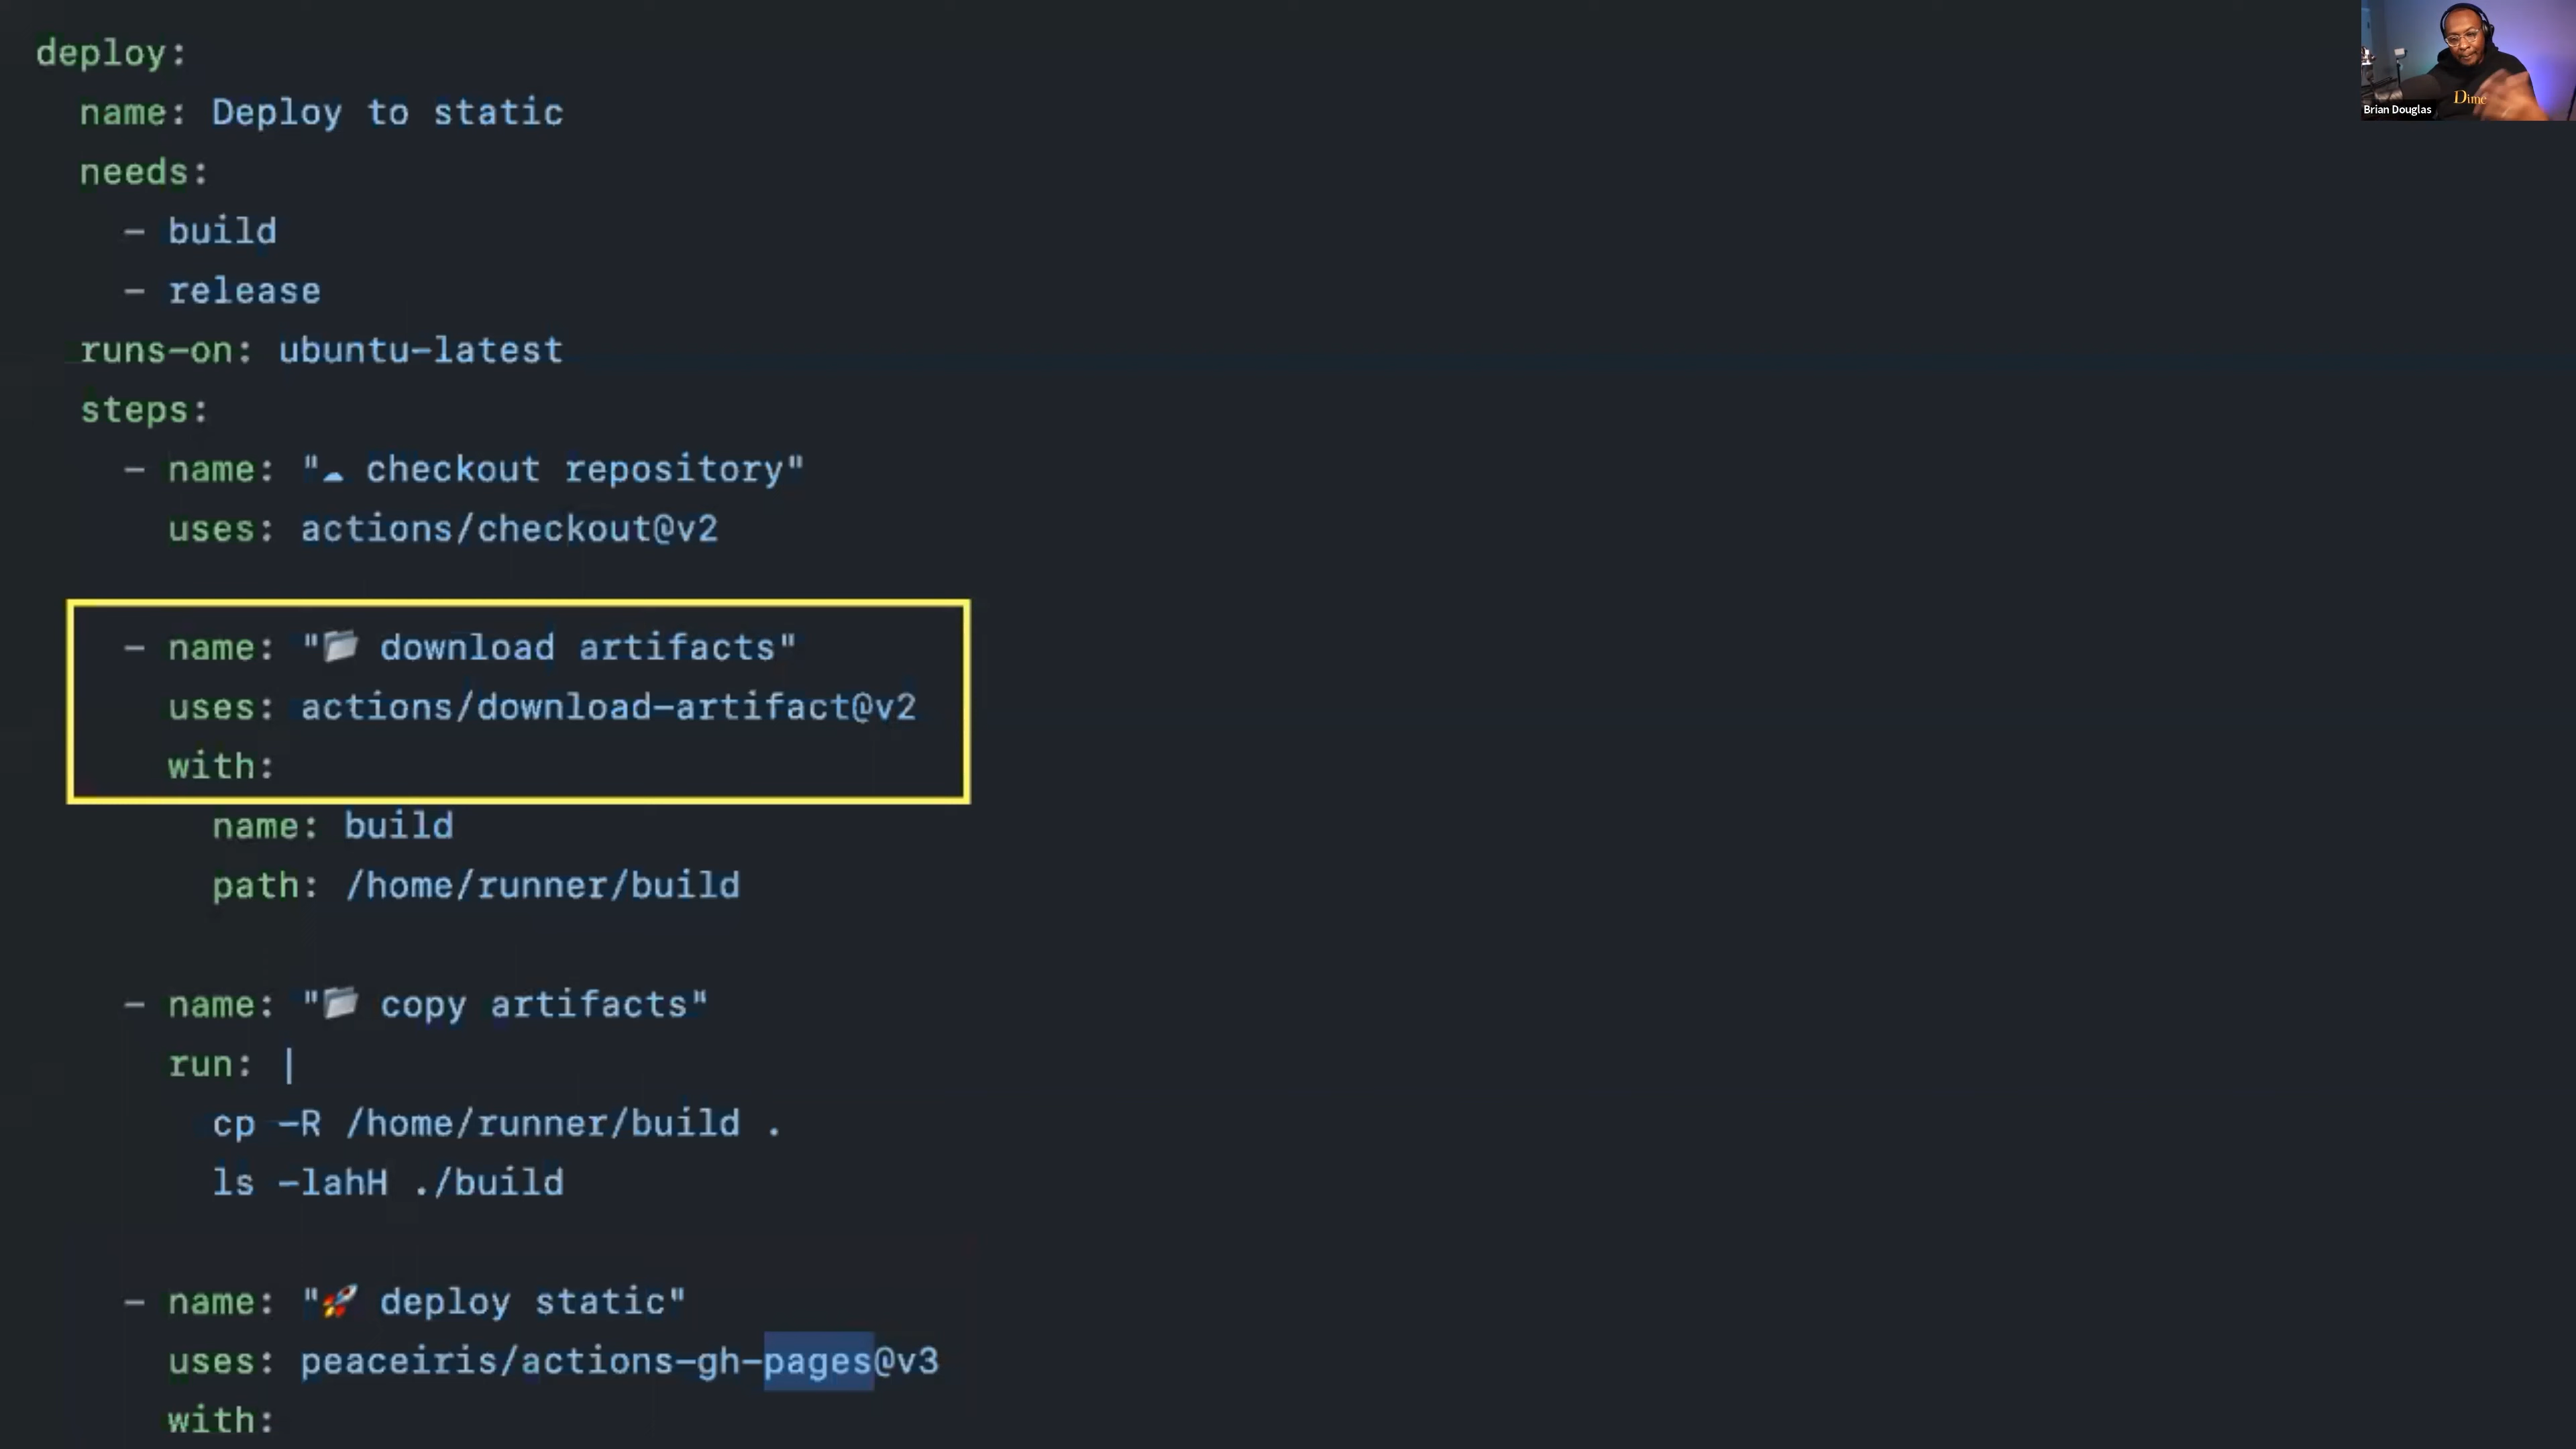 deploy:
name: Deploy to static
needs:
- build
- release
runs-on: ubuntu-latest
steps:
- name: "☁ checkout repository"
uses: actions/checkout@v2
- name: "📂 download artifacts"
uses: actions/download-artifact@v2
with:
name: build
path: /home/runner/build
- name: "📂 copy artifacts"
run: |
cp -R /home/runner/build .
ls -lahH ./build
- name: "🚀 deploy static"
uses: peaceiris/actions-gh-pages@v3
with:
Dime
Brian Douglas